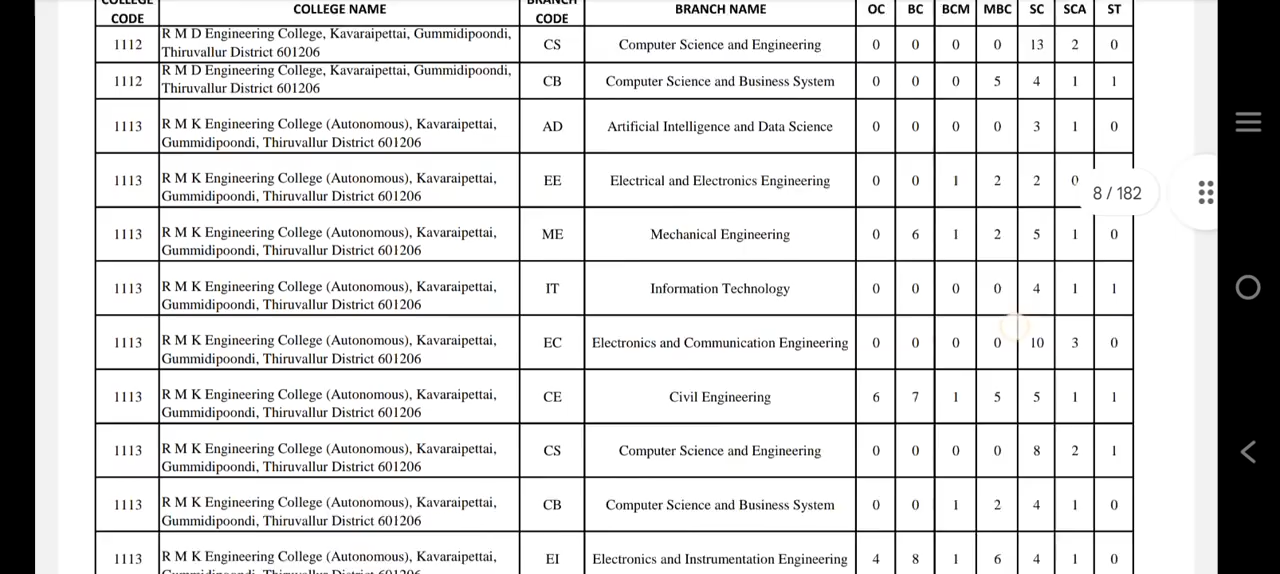 COLLEGE CODE COLLEGE NAME BRANCH CODE BRANCH NAME OC BC BCM MBC SC SCA ST
1112 R M D Engineering College, Kavaraipettai, Gummidipoondi, Thiruvallur District 601206 CS Computer Science and Engineering 0 0 0 0 13 2 0
1112 R M D Engineering College, Kavaraipettai, Gummidipoondi, Thiruvallur District 601206 CB Computer Science and Business System 0 0 0 5 4 1 1
1113 R M K Engineering College (Autonomous), Kavaraipettai, Gummidipoondi, Thiruvallur District 601206 AD Artificial Intelligence and Data Science 0 0 0 0 3 1 0
1113 R M K Engineering College (Autonomous), Kavaraipettai, Gummidipoondi, Thiruvallur District 601206 EE Electrical and Electronics Engineering 0 0 1 2 2 0
8 / 182
1113 R M K Engineering College (Autonomous), Kavaraipettai, Gummidipoondi, Thiruvallur District 601206 ME Mechanical Engineering 0 6 1 2 5 1 0
1113 R M K Engineering College (Autonomous), Kavaraipettai, Gummidipoondi, Thiruvallur District 601206 IT Information Technology 0 0 0 0 4 1 1
1113 R M K Engineering College (Autonomous), Kavaraipettai, Gummidipoondi, Thiruvallur District 601206 EC Electronics and Communication Engineering 0 0 0 0 10 3 0
1113 R M K Engineering College (Autonomous), Kavaraipettai, Gummidipoondi, Thiruvallur District 601206 CE Civil Engineering 6 7 1 5 5 1 1
1113 R M K Engineering College (Autonomous), Kavaraipettai, Gummidipoondi, Thiruvallur District 601206 CS Computer Science and Engineering 0 0 0 0 8 2 1
1113 R M K Engineering College (Autonomous), Kavaraipettai, Gummidipoondi, Thiruvallur District 601206 CB Computer Science and Business System 0 0 1 2 4 1 0
1113 R M K Engineering College (Autonomous), Kavaraipettai, EI Electronics and Instrumentation Engineering 4 8 1 6 4 1 0